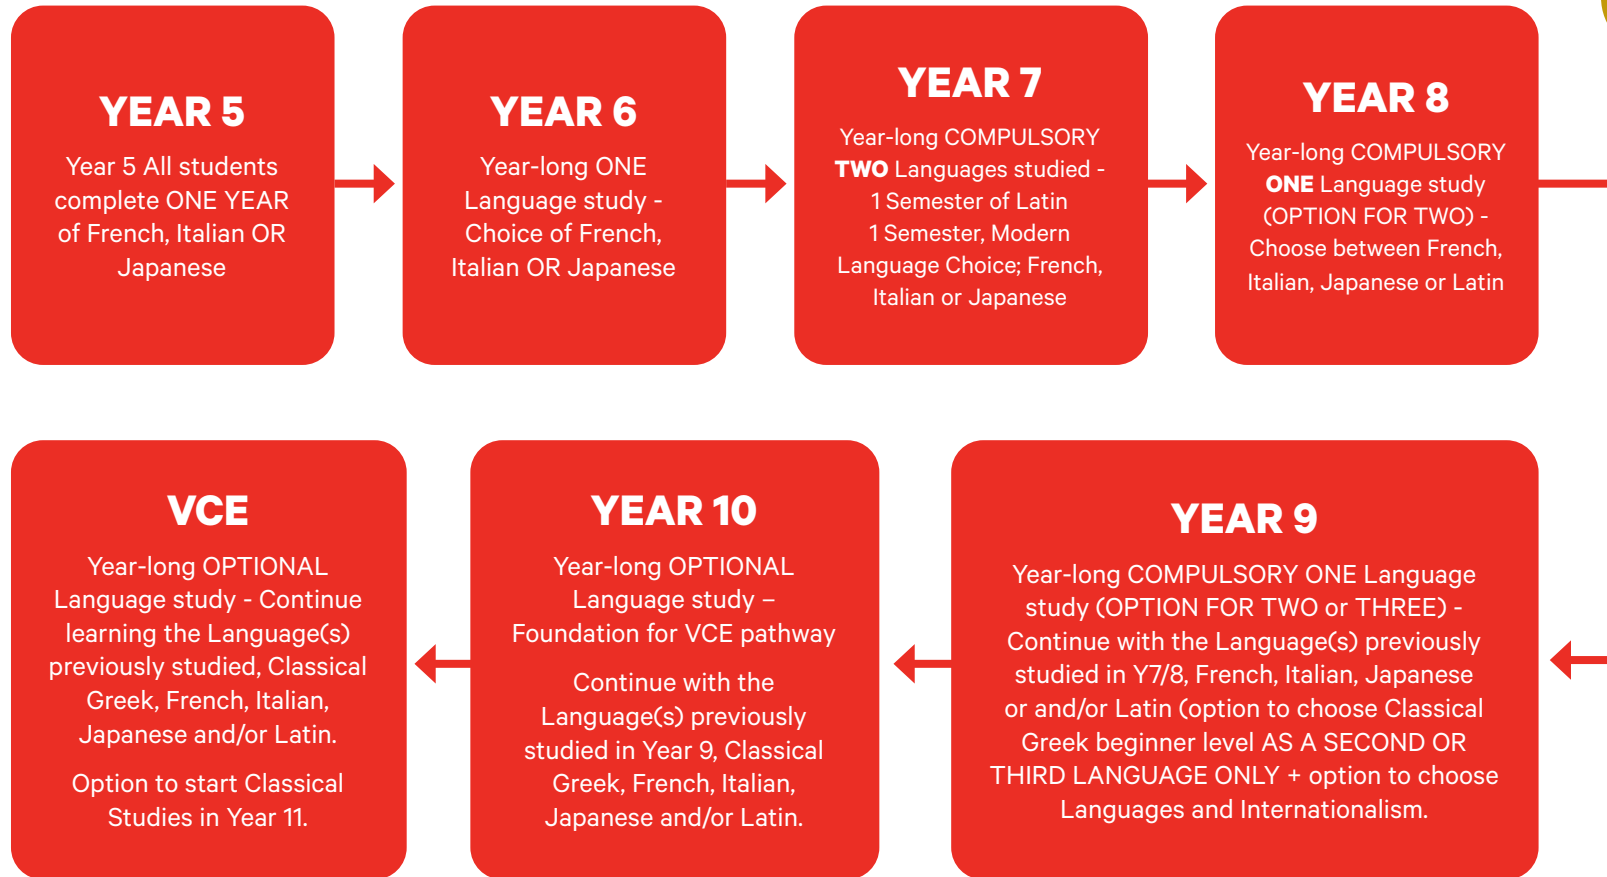 YEAR 5
Year 5 All students
complete ONE YEAR
of French, Italian OR
Japanese
YEAR 6
Year-long ONE
Language study -
Choice of French,
Italian OR Japanese
YEAR 7
Year-long COMPULSORY
TWO Languages studied -
1 Semester of Latin
1 Semester, Modern
Language Choice; French,
Italian or Japanese
YEAR 8
Year-long COMPULSORY
ONE Language study
(OPTION FOR TWO) -
Choose between French,
Italian, Japanese or Latin
YEAR 9
Year-long COMPULSORY ONE Language
study (OPTION FOR TWO or THREE) -
Continue with the Language(s) previously
studied in Y7/8, French, Italian, Japanese
or and/or Latin (option to choose Classical
Greek beginner level AS A SECOND OR
THIRD LANGUAGE ONLY + option to choose
Languages and Internationalism.
YEAR 10
Year-long OPTIONAL
Language study –
Foundation for VCE pathway
Continue with the
Language(s) previously
studied in Year 9, Classical
Greek, French, Italian,
Japanese and/or Latin.
VCE
Year-long OPTIONAL
Language study - Continue
learning the Language(s)
previously studied, Classical
Greek, French, Italian,
Japanese and/or Latin.
Option to start Classical
Studies in Year 11.